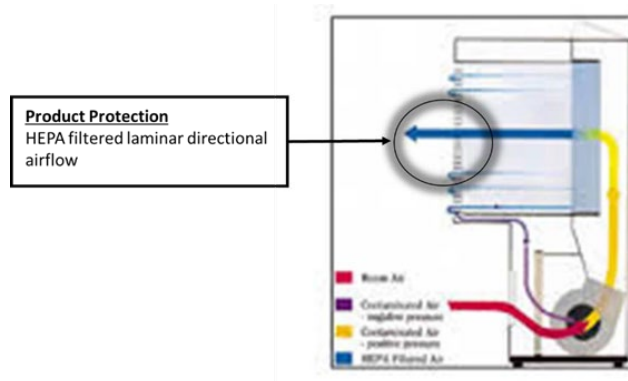 Product Protection
HEPA filtered laminar directional
airflow
Room Air
Contaminated Air
- negative pressure
Contaminated Air
- positive pressure
HEPA Filtered Air